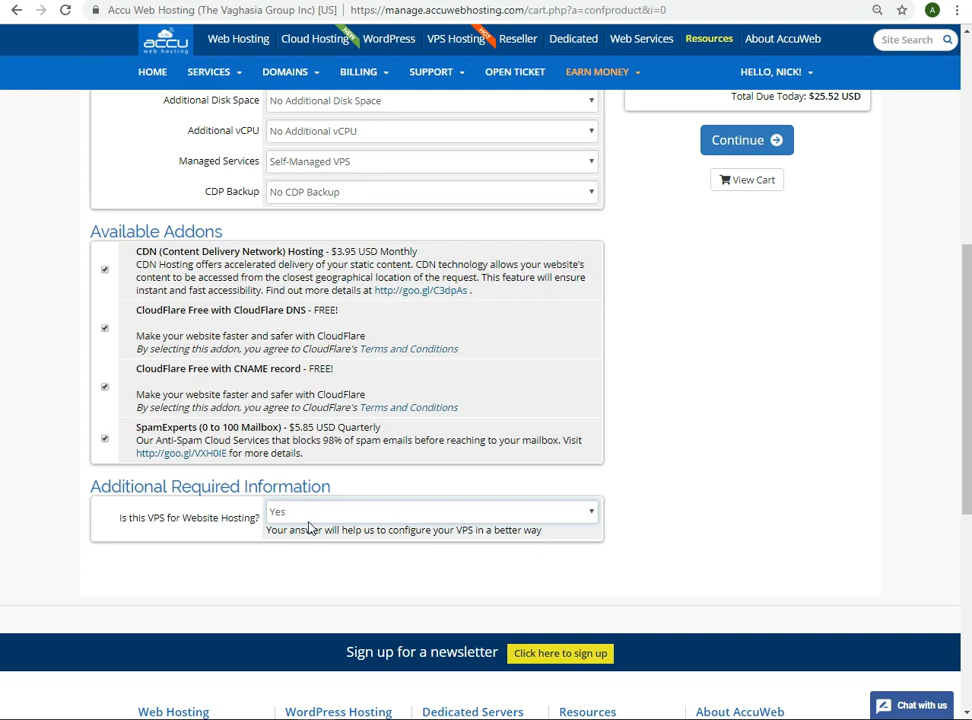 Accu Web Hosting (The Vaghasia Group Inc) [US] | https://manage.accuwebhosting.com/cart.php?a=confproduct&i=0
A
ACCU
web hosting
Web Hosting
Cloud Hosting
NEW
WordPress
VPS Hosting
HOT
Reseller
Dedicated
Web Services
Resources
About AccuWeb
Site Search
HOME
SERVICES
DOMAINS
BILLING
SUPPORT
OPEN TICKET
EARN MONEY
HELLO, NICK!
Additional Disk Space No Additional Disk Space
Additional vCPU No Additional vCPU
Managed Services Self-Managed VPS
CDP Backup No CDP Backup
Total Due Today: $25.52 USD
Continue
View Cart
Available Addons
CDN (Content Delivery Network) Hosting - $3.95 USD Monthly
CDN Hosting offers accelerated delivery of your static content. CDN technology allows your website's
content to be accessed from the closest geographical location of the request. This feature will ensure
instant and fast accessibility. Find out more details at http://goo.gl/C3dpAs .
CloudFlare Free with CloudFlare DNS - FREE!
Make your website faster and safer with CloudFlare
By selecting this addon, you agree to CloudFlare's Terms and Conditions
CloudFlare Free with CNAME record - FREE!
Make your website faster and safer with CloudFlare
By selecting this addon, you agree to CloudFlare's Terms and Conditions
SpamExperts (0 to 100 Mailbox) - $5.85 USD Quarterly
Our Anti-Spam Cloud Services that blocks 98% of spam emails before reaching to your mailbox. Visit
http://goo.gl/VXH0IE for more details.
Additional Required Information
Is this VPS for Website Hosting? Yes
Your answer will help us to configure your VPS in a better way
Sign up for a newsletter Click here to sign up
Web Hosting
WordPress Hosting
Dedicated Servers
Resources
About AccuWeb
Chat with us